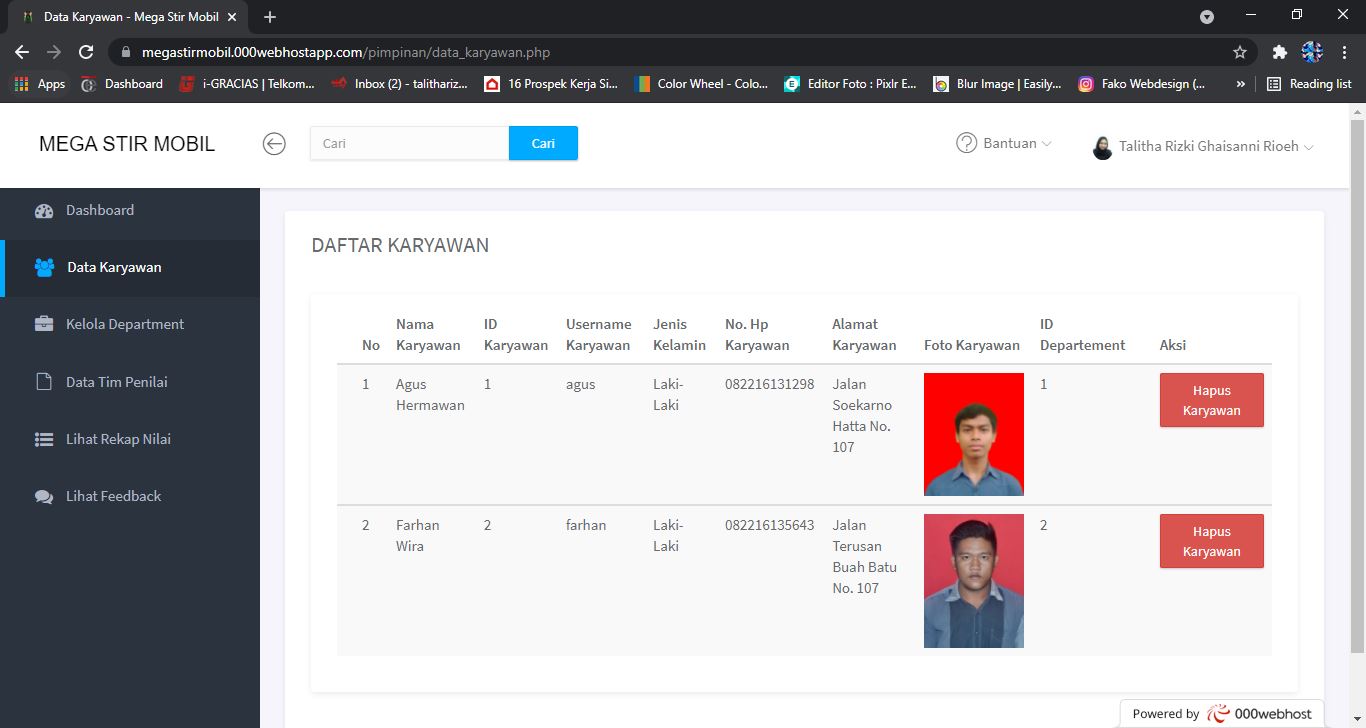 Data Karyawan - Mega Stir Mobil
megastirmobil.000webhostapp.com/pimpinan/data_karyawan.php
Apps Dashboard i-GRACIAS | Telkom... Inbox (2) - talithariz... 16 Prospek Kerja Si... Color Wheel - Colo... Editor Foto : Pixlr E... Blur Image | Easily... Fako Webdesign (... » Reading list
MEGA STIR MOBIL Cari Cari Bantuan Talitha Rizki Ghaisanni Rioeh
Dashboard
Data Karyawan
Kelola Department
Data Tim Penilai
Lihat Rekap Nilai
Lihat Feedback
DAFTAR KARYAWAN
Nama ID Username Jenis No. Hp Alamat ID
No Karyawan Karyawan Karyawan Kelamin Karyawan Karyawan Foto Karyawan Departement Aksi
1 Agus 1 agus Laki- 082216131298 Jalan 1 Hapus
Hermawan Laki Soekarno Karyawan
Hatta No.
107
2 Farhan 2 farhan Laki- 082216135643 Jalan 2 Hapus
Wira Laki Terusan Karyawan
Buah Batu
No. 107
Powered by 000webhost